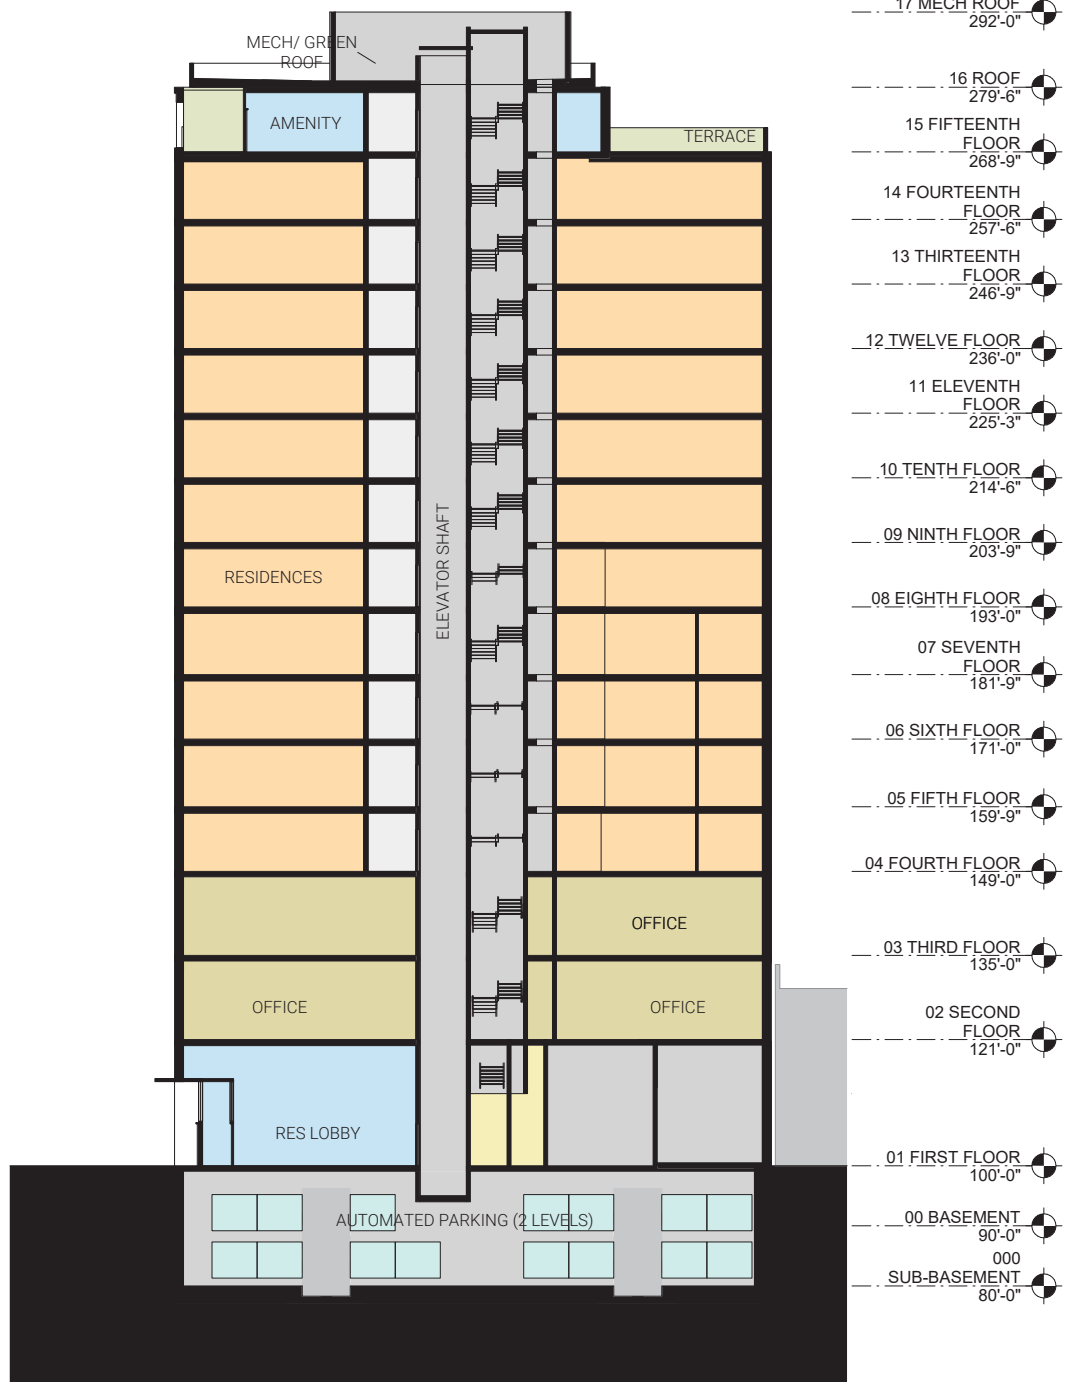 17 MECH ROOF
292'-0"
MECH/ GREEN
ROOF
16 ROOF
279'-6"
AMENITY
TERRACE
15 FIFTEENTH
FLOOR
268'-9"
14 FOURTEENTH
FLOOR
257'-6"
13 THIRTEENTH
FLOOR
246'-9"
12 TWELVE FLOOR
236'-0"
11 ELEVENTH
FLOOR
225'-3"
10 TENTH FLOOR
214'-6"
ELEVATOR SHAFT
09 NINTH FLOOR
203'-9"
RESIDENCES
08 EIGHTH FLOOR
193'-0"
07 SEVENTH
FLOOR
181'-9"
06 SIXTH FLOOR
171'-0"
05 FIFTH FLOOR
159'-9"
04 FOURTH FLOOR
149'-0"
OFFICE
03 THIRD FLOOR
135'-0"
OFFICE
OFFICE
02 SECOND
FLOOR
121'-0"
RES LOBBY
01 FIRST FLOOR
100'-0"
AUTOMATED PARKING (2 LEVELS)
00 BASEMENT
90'-0"
000
SUB-BASEMENT
80'-0"